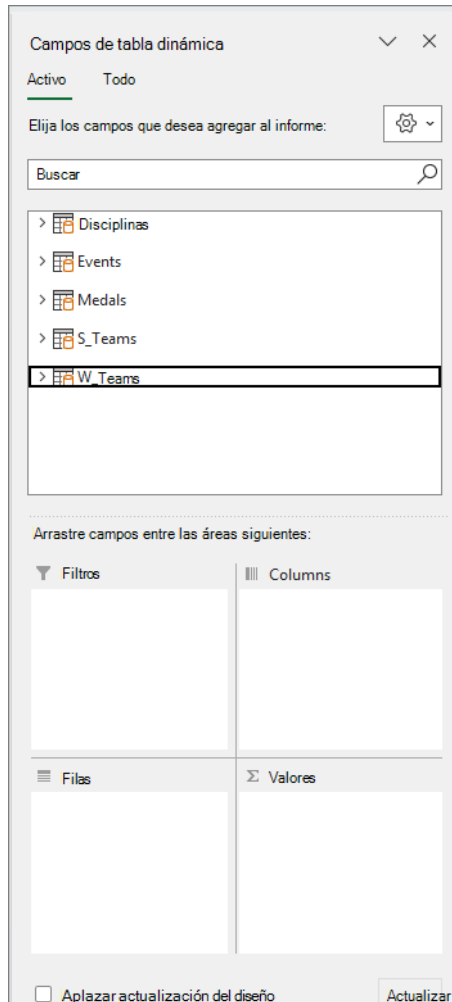 Campos de tabla dinámica
Activo Todo
Elija los campos que desea agregar al informe:
Buscar
Disciplinas
Events
Medals
S_Teams
W_Teams
Arrastre campos entre las áreas siguientes:
Filtros
Columns
Filas
Σ Valores
Aplazar actualización del diseño
Actualizar